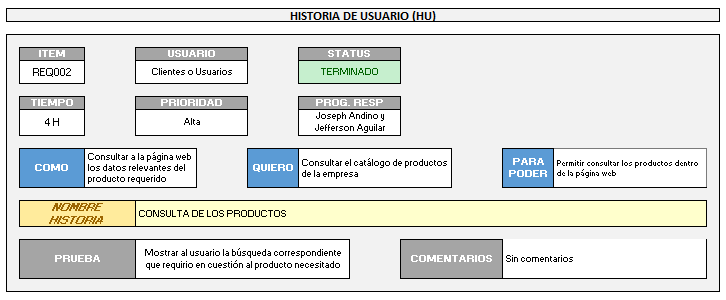 HISTORIA DE USUARIO (HU)
ITEM
USUARIO
STATUS
REQ002
Clientes o Usuarios
TERMINADO
TIEMPO
PRIORIDAD
PROG. RESP
4 H
Alta
Joseph Andino y
Jefferson Aguilar
COMO
Consultar a la página web
los datos relevantes del
producto requerido
QUIERO
Consultar el catálogo de productos
de la empresa
PARA
PODER
Permitir consultar los productos dentro
de la página web
NOMBRE
HISTORIA
CONSULTA DE LOS PRODUCTOS
PRUEBA
Mostrar al usuario la búsqueda correspondiente
que requirio en cuestión al producto necesitado
COMENTARIOS
Sin comentarios